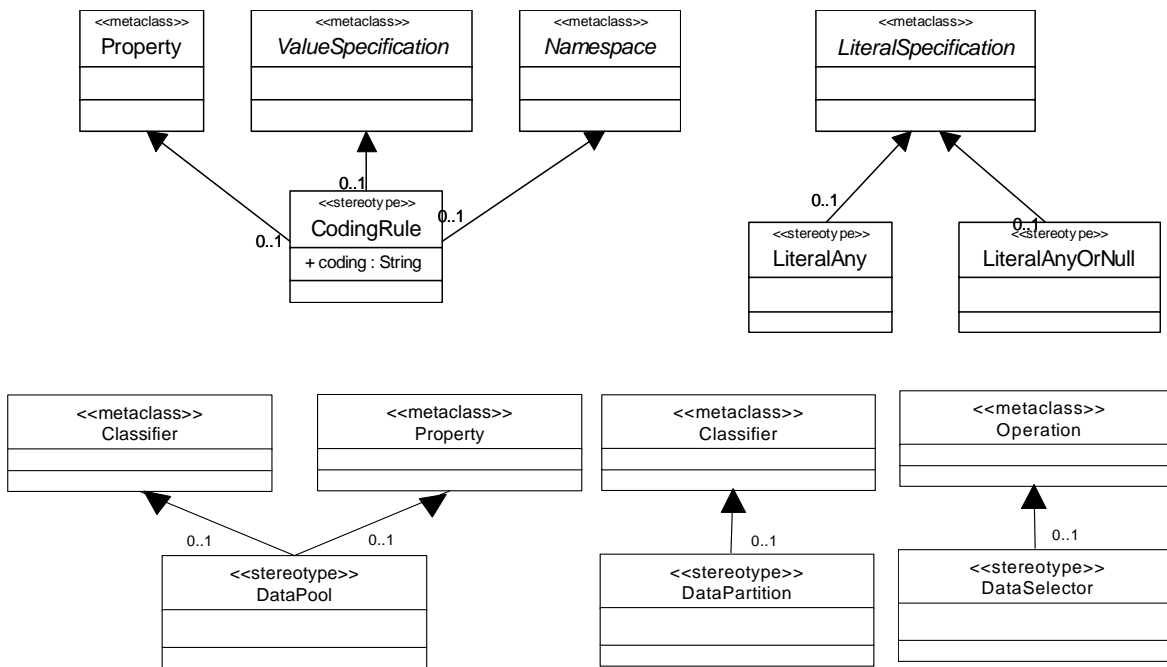 <<metaclass>>
Property
<<metaclass>>
ValueSpecification
<<metaclass>>
Namespace
<<metaclass>>
LiteralSpecification
0..1
0..1
0..1
<<stereotype>>
CodingRule
+ coding : String
0..1
<<stereotype>>
LiteralAny
0..1
<<stereotype>>
LiteralAnyOrNull
<<metaclass>>
Classifier
<<metaclass>>
Property
<<metaclass>>
Classifier
<<metaclass>>
Operation
0..1
0..1
<<stereotype>>
DataPool
0..1
<<stereotype>>
DataPartition
0..1
<<stereotype>>
DataSelector